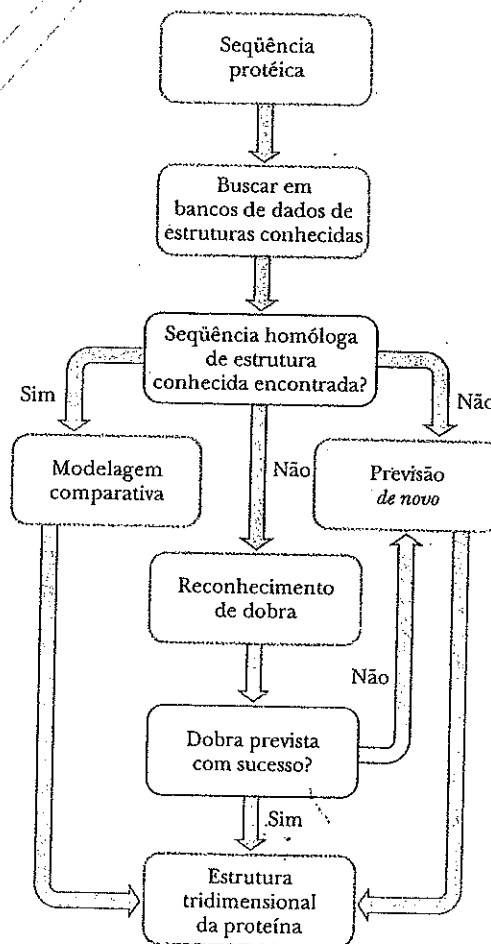 Seqüência
protéica
Buscar em
bancos de dados de
estruturas conhecidas
Seqüência homóloga
de estrutura
conhecida encontrada?
Sim
Não
Não
Modelagem
comparativa
Previsão
de novo
Reconhecimento
de dobra
Não
Dobra prevista
com sucesso?
Sim
Estrutura
tridimensional
da proteína